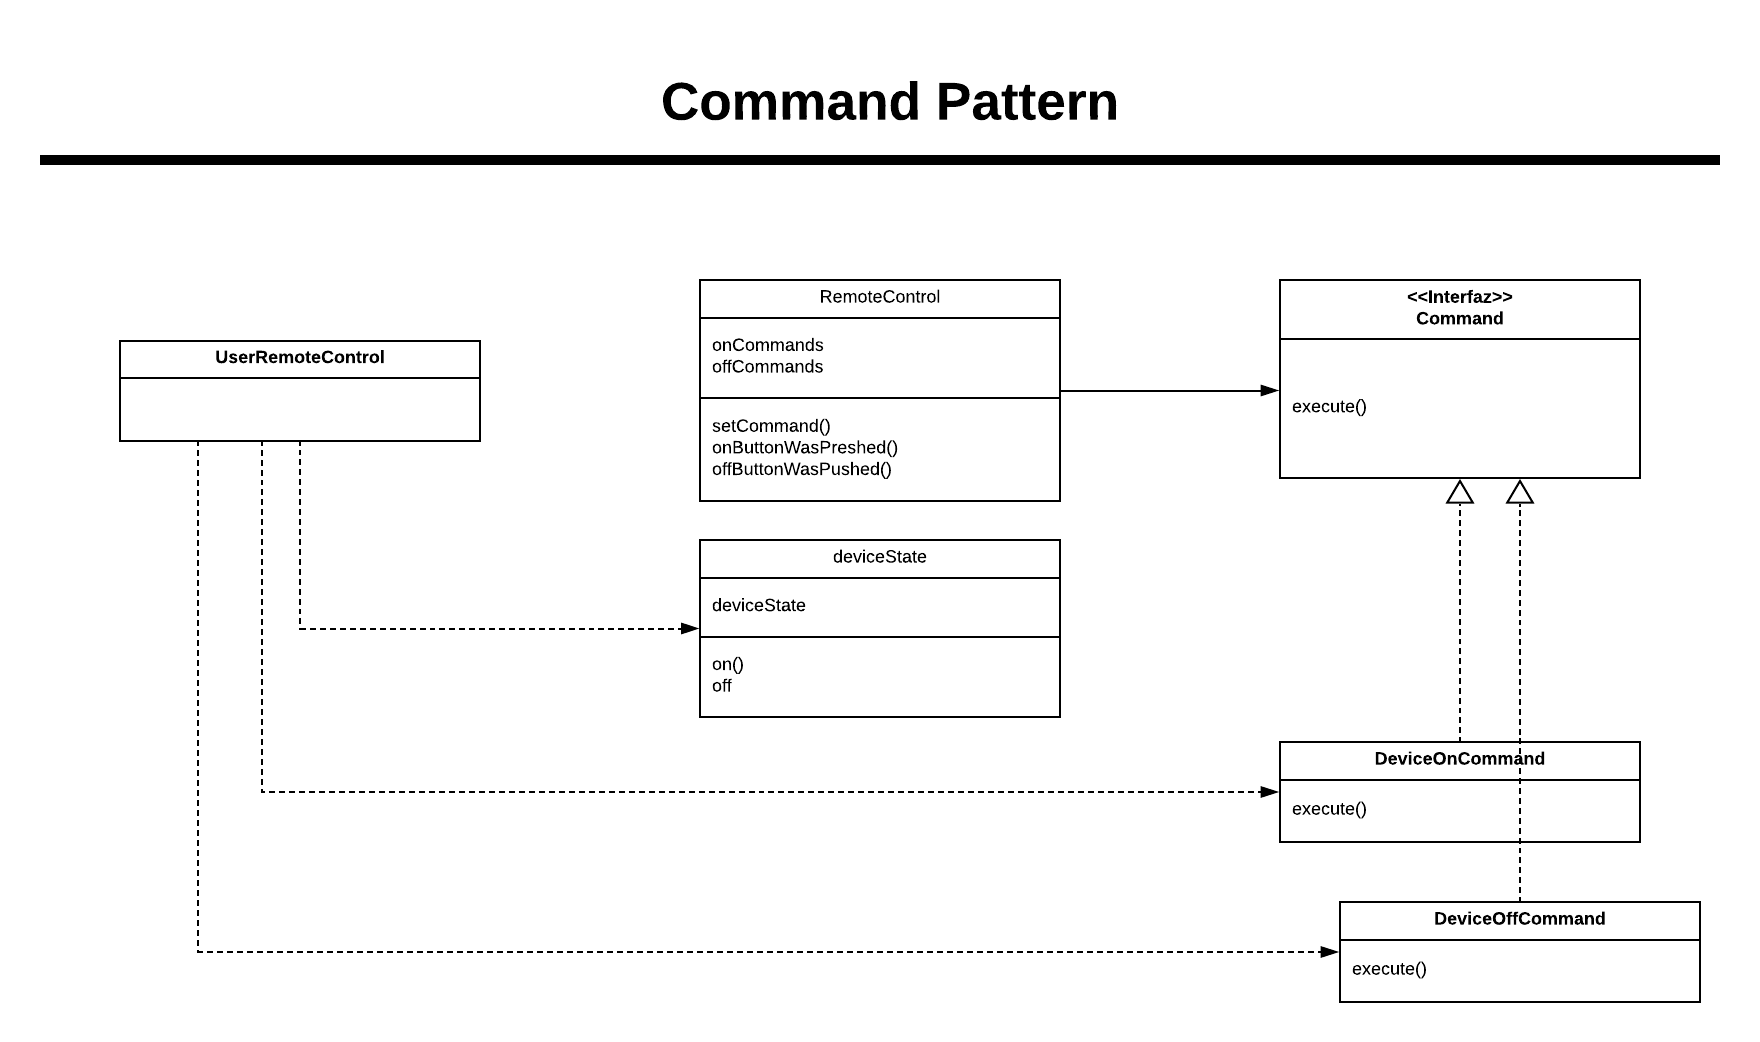 Command Pattern
UserRemoteControl
RemoteControl
onCommands
offCommands
setCommand()
onButtonWasPreshed()
offButtonWasPushed()
<<Interfaz>>
Command
execute()
deviceState
deviceState
on()
off
DeviceOnCommand
execute()
DeviceOffCommand
execute()